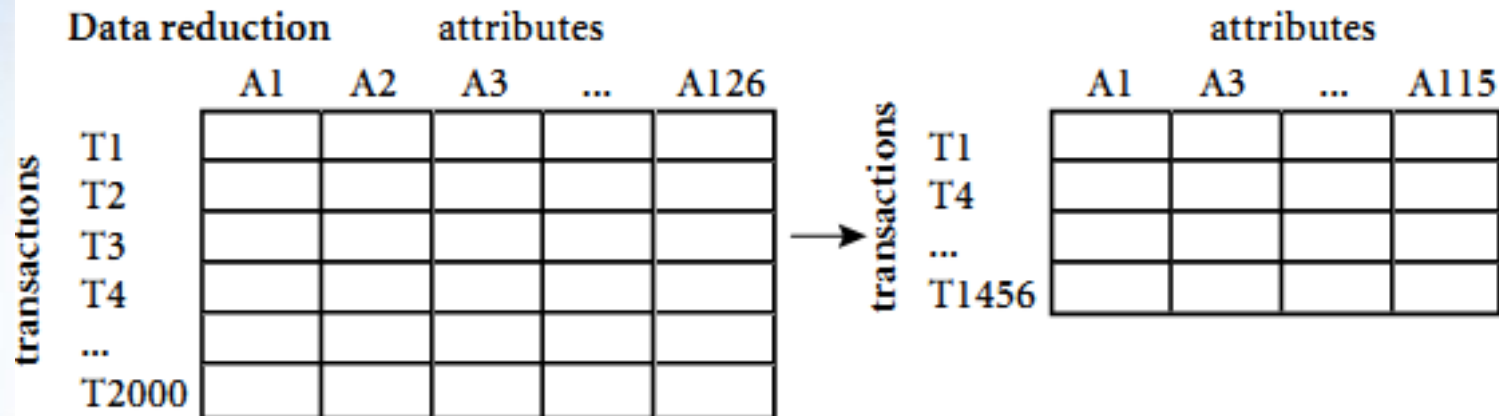 Data reduction attributes
A1 A2 A3 ... A126
transactions
T1
T2
T3
T4
...
T2000
attributes
A1 A3 ... A115
transactions
T1
T4
...
T1456